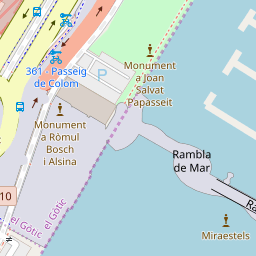 P
361 · Passeig
de Colom
Monument
a Joan
Salvat
Papasseit
Monument
a Ròmul
Bosch
i Alsina
Rambla
de Mar
10
el Gòtic
el Gòtic
Miraestels